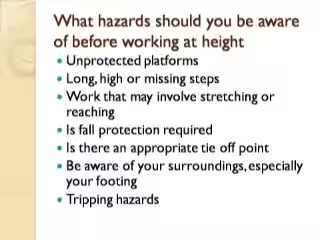 What hazards should you be aware
of before working at height
Unprotected platforms
Long, high or missing steps
Work that may involve stretching or
reaching
Is fall protection required
Is there an appropriate tie off point
Be aware of your surroundings, especially
your footing
Tripping hazards